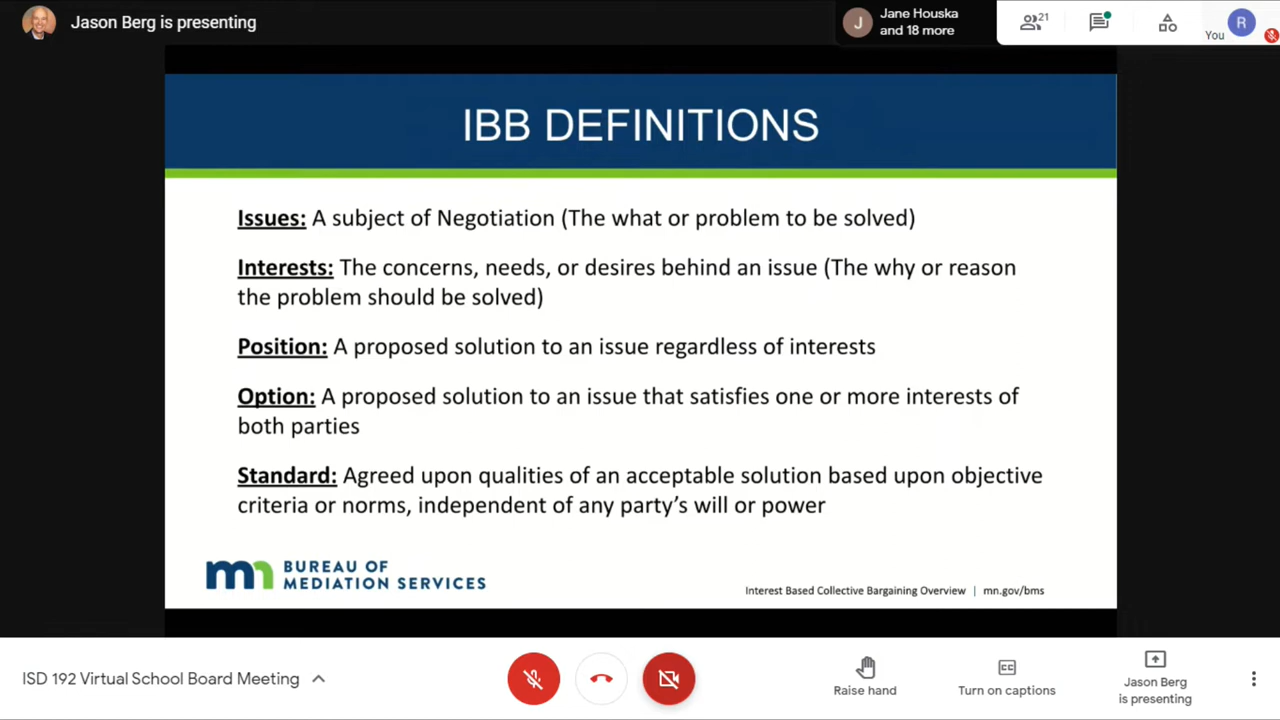 Jason Berg is presenting
J
Jane Houska
and 18 more
21
You
R
IBB DEFINITIONS
Issues: A subject of Negotiation (The what or problem to be solved)
Interests: The concerns, needs, or desires behind an issue (The why or reason
the problem should be solved)
Position: A proposed solution to an issue regardless of interests
Option: A proposed solution to an issue that satisfies one or more interests of
both parties
Standard: Agreed upon qualities of an acceptable solution based upon objective
criteria or norms, independent of any party's will or power
mn BUREAU OF
MEDIATION SERVICES
Interest Based Collective Bargaining Overview | mn.gov/bms
ISD 192 Virtual School Board Meeting
Raise hand
CC
Turn on captions
Jason Berg
is presenting